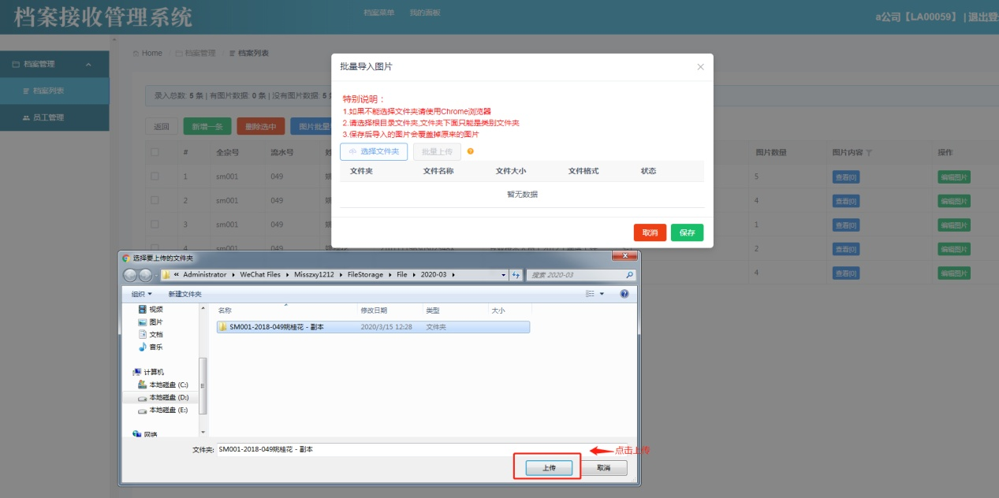 档案接收管理系统
档案菜单 我的面板
a公司【LA00059】 | 退出登
档案管理
档案列表
员工管理
Home / 档案管理 / 档案列表
录入总数: 5 条 | 有图片数据: 0 条 | 没有图片数据: 5
返回 新增一条 删除选中 图片批量
# 全宗号 流水号 姓 图片数量 图片内容 操作
1 sm001 049 姚 5 查看[0] 编辑图片
2 sm001 049 姚 4 查看[0] 编辑图片
3 sm001 049 姚 1 查看[0] 编辑图片
4 sm001 049 2 查看[0] 编辑图片
4 查看[0] 编辑图片
批量导入图片
特别说明：
1.如果不能选择文件夹请使用Chrome浏览器
2.请选择根目录文件夹,文件夹下面只能是类别文件夹
3.保存后导入的图片会覆盖掉原来的图片
选择文件夹 批量上传
文件夹 文件名称 文件大小 文件格式 状态
暂无数据
取消 保存
选择要上传的文件夹
« Administrator WeChat Files Misszxy1212 FileStorage File 2020-03
搜索 2020-03
组织 新建文件夹
视频
图片
文档
音乐
计算机
本地磁盘 (C:)
本地磁盘 (D:)
本地磁盘 (E:)
网络
名称 修改日期 类型 大小
SM001-2018-049姚桂花 - 副本 2020/3/15 12:28 文件夹
文件夹: SM001-2018-049姚桂花 - 副本
点击上传
上传 取消